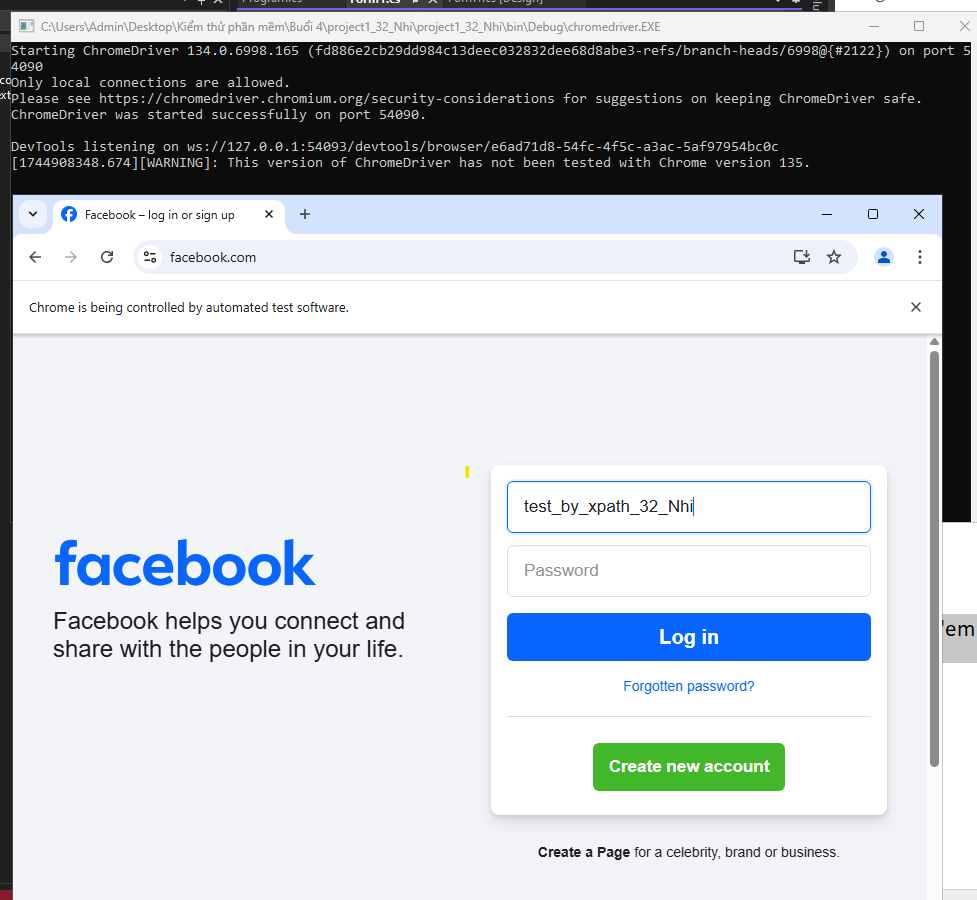 Form1.cs
C:\Users\Admin\Desktop\Kiểm thử phần mềm\Buổi 4\project1_32_Nhi\project1_32_Nhi\bin\Debug\chromedriver.EXE
Starting ChromeDriver 134.0.6998.165 (fd886e2cb29dd984c13deec032832dee68d8abe3-refs/branch-heads/6998@{#2122}) on port 5
4090
Only local connections are allowed.
Please see https://chromedriver.chromium.org/security-considerations for suggestions on keeping ChromeDriver safe.
ChromeDriver was started successfully on port 54090.
DevTools listening on ws://127.0.0.1:54093/devtools/browser/e6ad71d8-54fc-4f5c-a3ac-5af97954bc0c
[1744908348.674][WARNING]: This version of ChromeDriver has not been tested with Chrome version 135.
Facebook – log in or sign up
facebook.com
Chrome is being controlled by automated test software.
facebook
Facebook helps you connect and
share with the people in your life.
test_by_xpath_32_Nhi
Password
Log in
Forgotten password?
Create new account
Create a Page for a celebrity, brand or business.
"em